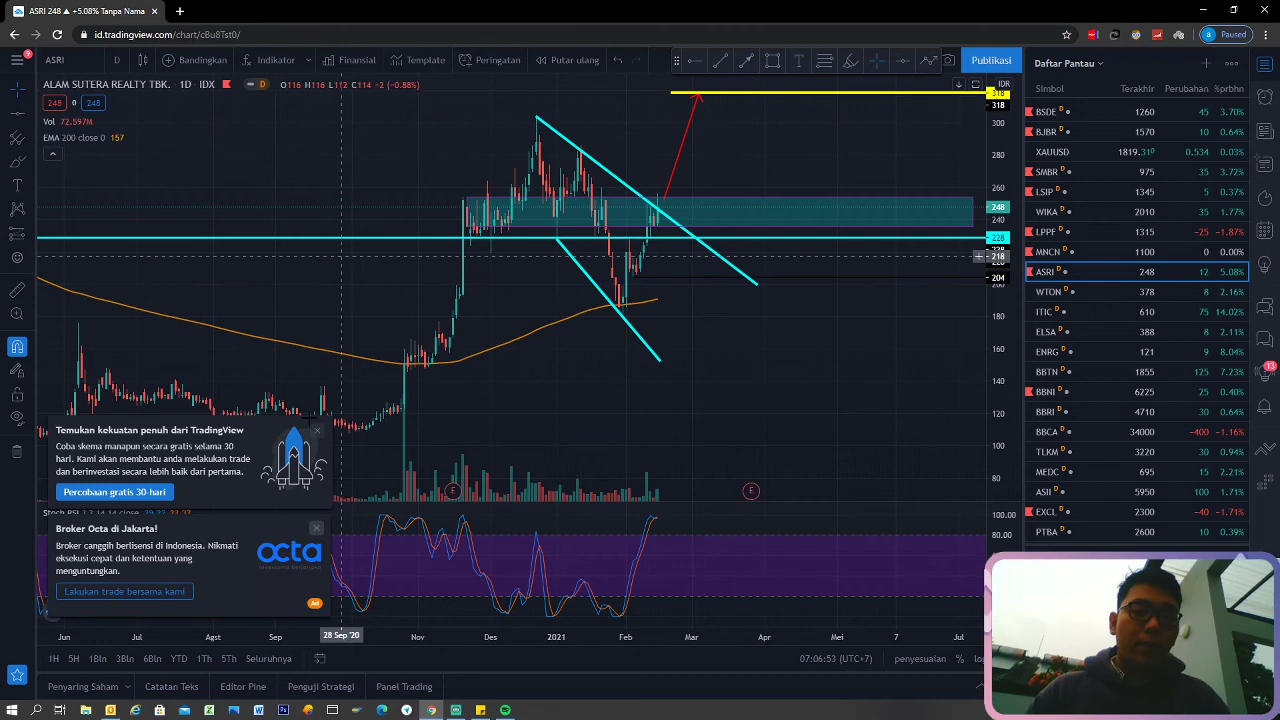 ASRI 248 ▲ +5.08% Tanpa Nama
id.tradingview.com/chart/cBu8Tst0/
Paused
9
ASRI
D
Bandingkan
Indikator
Finansial
Template
Peringatan
Putar ulang
Publikasi
Daftar Pantau
ALAM SUTERA REALTY TBK. · 1D · IDX
D
O116 H116 L112 C114 −2 (−0.88%)
248 0 248
Vol 72.597M
EMA 200 close 0 157
IDR
318
318
300
280
260
248
240
228
218
204
180
160
140
120
100
80
Simbol Terakhir Perubahan %prbhn
BSDE D 1260 45 3.70%
BJBR D 1570 10 0.64%
XAUUSD 1819.31 D 0.534 0.03%
SMBR D 975 35 3.72%
LSIP D 1315 5 0.37%
WIKA D 2010 35 1.77%
LPPF D 1315 −25 −1.87%
MNCN D 1100 0 0.00%
ASRI D 248 12 5.08%
WTON D 378 8 2.16%
ITIC D 610 75 14.02%
ELSA D 388 8 2.11%
ENRG D 121 9 8.04%
BBTN D 1855 125 7.23%
BBNI D 6225 25 0.40%
BBRI D 4710 30 0.64%
BBCA D 34000 −400 −1.16%
TLKM D 3220 30 0.94%
MEDC D 695 15 2.21%
ASII D 5950 100 1.71%
EXCL D 2300 −40 −1.71%
PTBA D 2600 10 0.39%
13
Temukan kekuatan penuh dari TradingView
Coba skema manapun secara gratis selama 30
hari. Kami akan membantu anda melakukan trade
dan berinvestasi secara lebih baik dari pertama.
Percobaan gratis 30-hari
E
E
Broker Octa di Jakarta!
Broker canggih berlisensi di Indonesia. Nikmati
eksekusi cepat dan ketentuan yang
menguntungkan.
octa
Lakukan trade bersama kami
Ad
100.00
80.00
Jun
Jul
Agst
Sep
28 Sep '20
Nov
Des
2021
Feb
Mar
Apr
Mei
7
Jul
1H 5H 1Bln 3Bln 6Bln YTD 1Th 5Th Seluruhnya
07:06:53 (UTC+7)
penyesuaian % lo
Penyaring Saham
Catatan Teks
Editor Pine
Penguji Strategi
Panel Trading